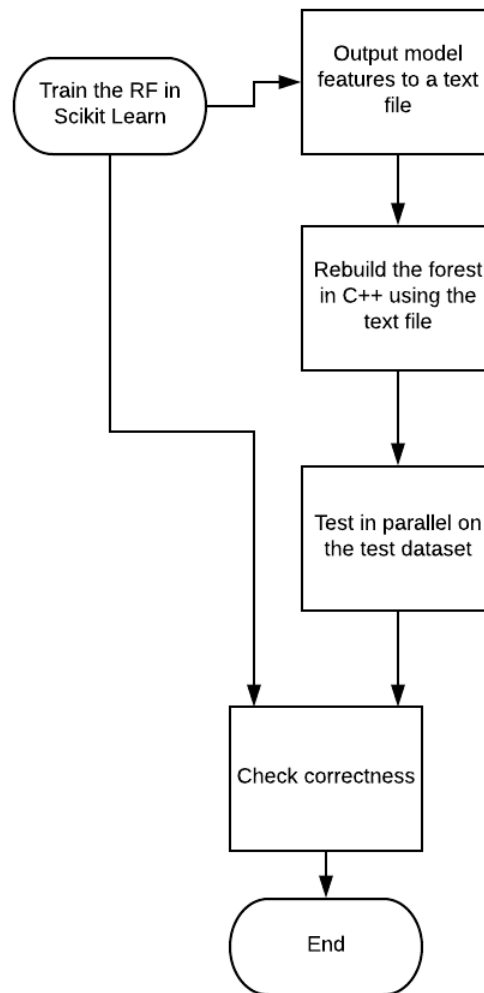 Train the RF in
Scikit Learn
Output model
features to a text
file
Rebuild the forest
in C++ using the
text file
Test in parallel on
the test dataset
Check correctness
End